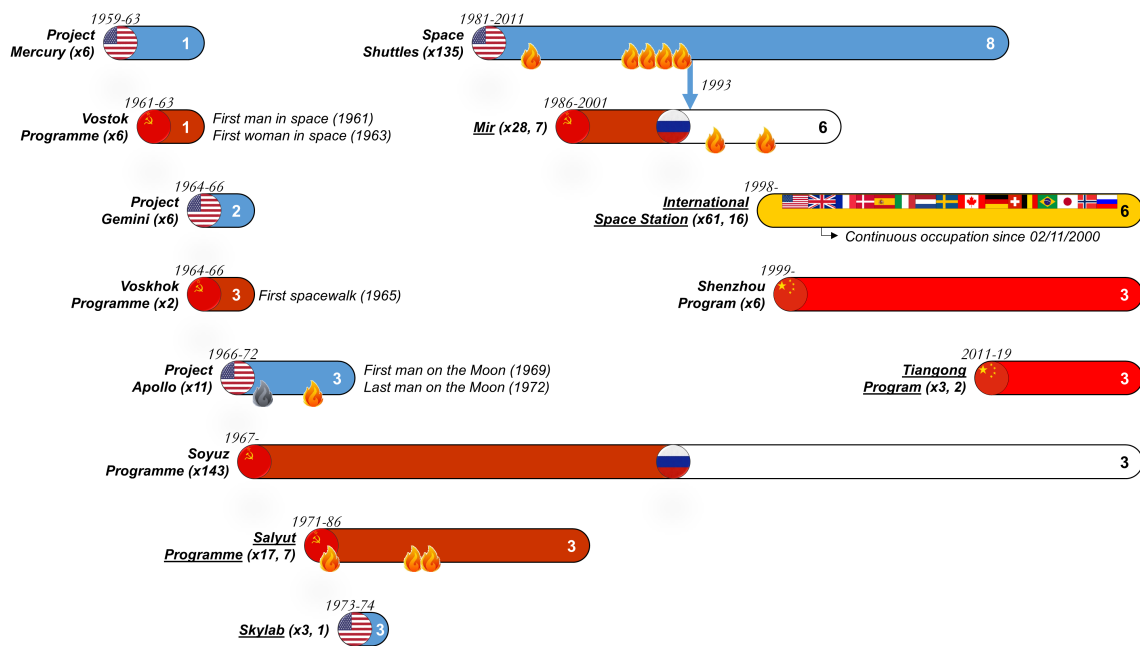 1959-63
Project
Mercury (x6)
1
1961-63
Vostok
Programme (x6)
1
First man in space (1961)
First woman in space (1963)
1964-66
Project
Gemini (x6)
2
1964-66
Voskhok
Programme (x2)
3
First spacewalk (1965)
1966-72
Project
Apollo (x11)
3
First man on the Moon (1969)
Last man on the Moon (1972)
1967-
Soyuz
Programme (x143)
3
1971-86
Salyut
Programme (x17, 7)
3
1973-74
Skylab (x3, 1)
3
1981-2011
Space
Shuttles (x135)
8
1993
1986-2001
Mir (x28, 7)
6
1998-
International
Space Station (x61, 16)
6
Continuous occupation since 02/11/2000
1999-
Shenzhou
Program (x6)
3
2011-19
Tiangong
Program (x3, 2)
3